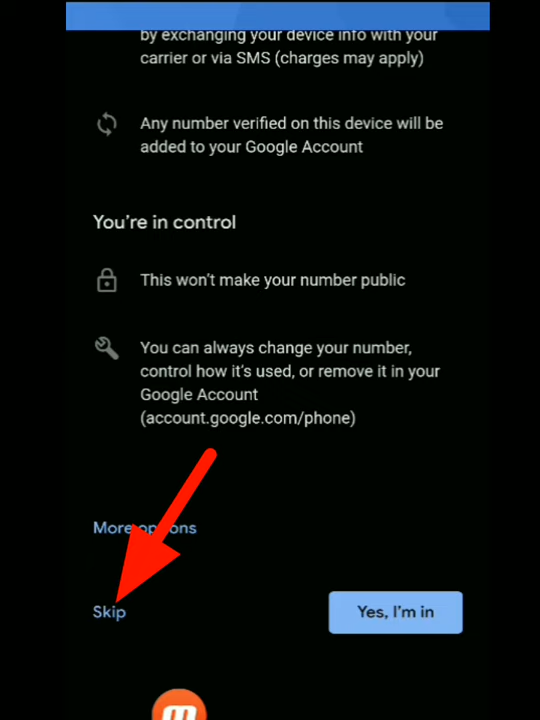 by exchanging your device info with your
carrier or via SMS (charges may apply)
Any number verified on this device will be
added to your Google Account
You're in control
This won't make your number public
You can always change your number,
control how it's used, or remove it in your
Google Account
(account.google.com/phone)
More options
Skip
Yes, I'm in